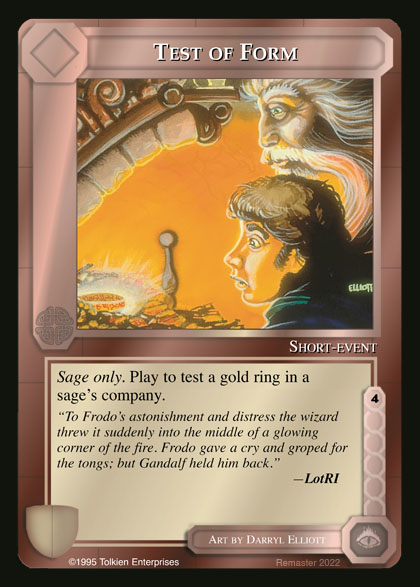 TEST OF FORM
ELLIOTT
SHORT-EVENT
Sage only. Play to test a gold ring in a
sage's company.
"To Frodo's astonishment and distress the wizard
threw it suddenly into the middle of a glowing
corner of the fire. Frodo gave a cry and groped for
the tongs; but Gandalf held him back."
—LotRI
4
ART BY DARRYL ELLIOTT
©1995 Tolkien Enterprises
Remaster 2022